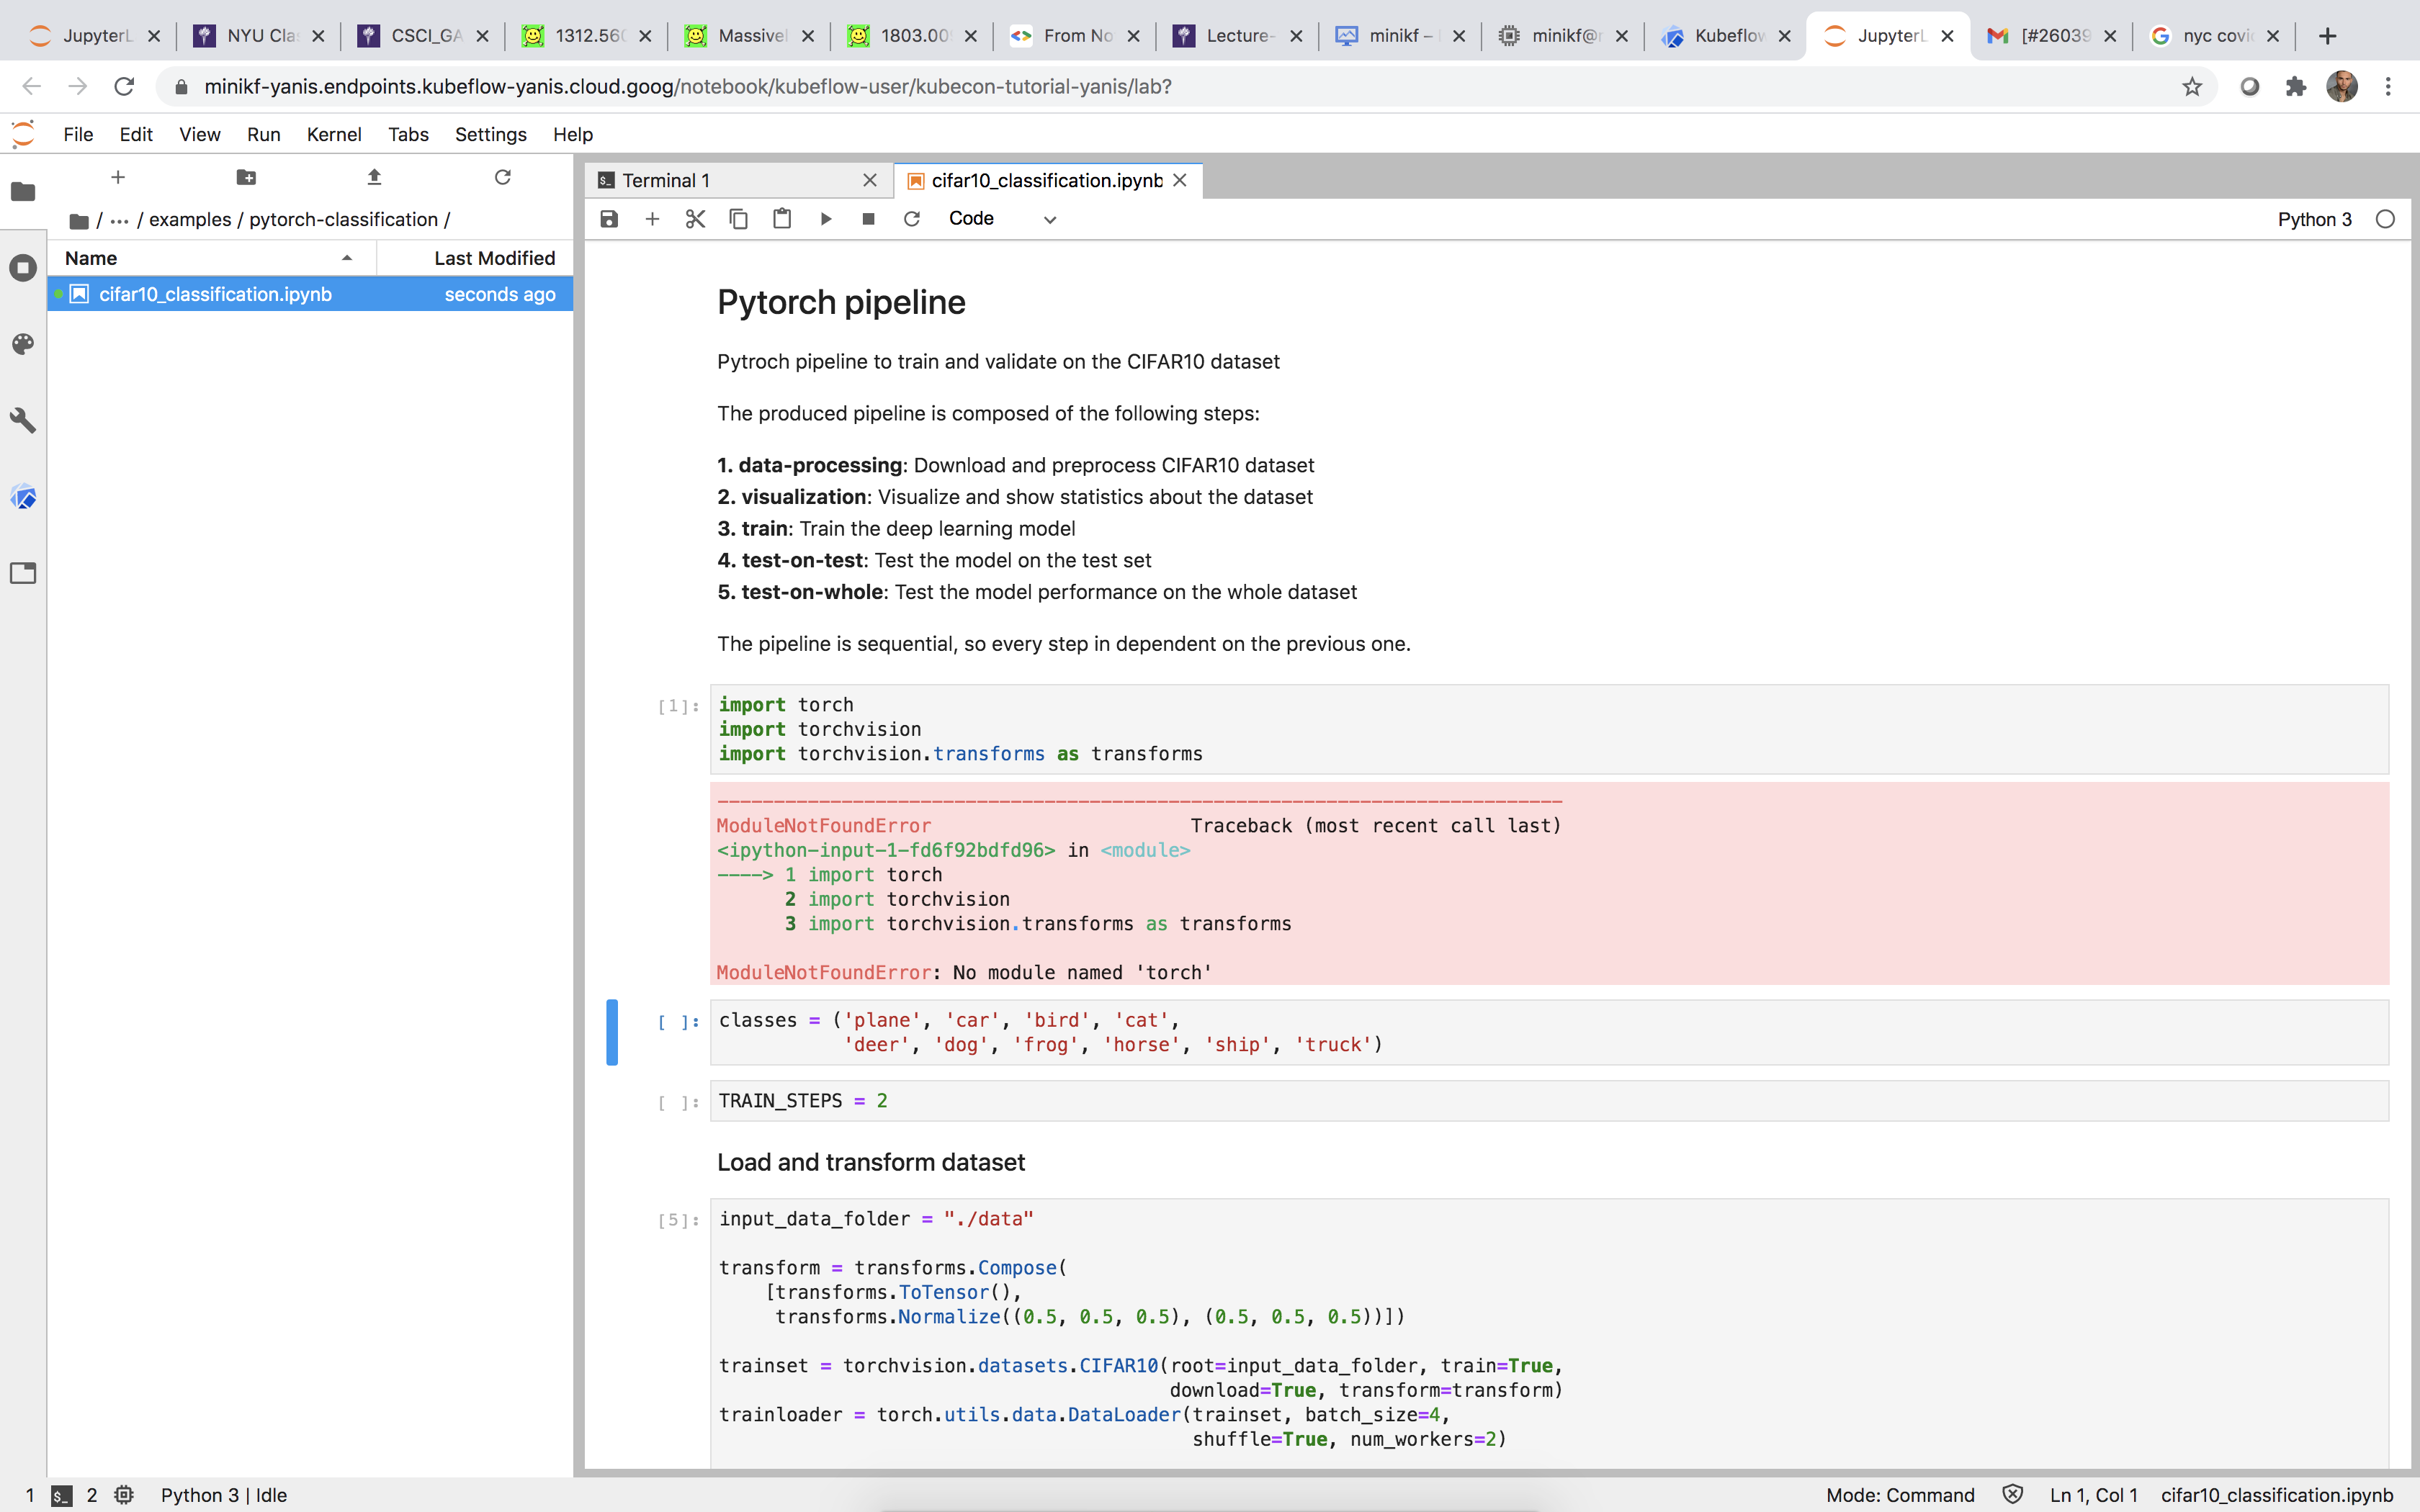 JupyterL
NYU Cla
CSCI_GA
1312.560
Massivel
1803.00
From No
Lecture-
minikf –
minikf@
Kubeflow
JupyterL
[#26039
nyc covi
minikf-yanis.endpoints.kubeflow-yanis.cloud.goog/notebook/kubeflow-user/kubecon-tutorial-yanis/lab?
File Edit View Run Kernel Tabs Settings Help
/ ... / examples / pytorch-classification /
Name Last Modified
cifar10_classification.ipynb seconds ago
Terminal 1
cifar10_classification.ipynb
Code
Python 3
Pytorch pipeline
Pytroch pipeline to train and validate on the CIFAR10 dataset
The produced pipeline is composed of the following steps:
1. data-processing: Download and preprocess CIFAR10 dataset
2. visualization: Visualize and show statistics about the dataset
3. train: Train the deep learning model
4. test-on-test: Test the model on the test set
5. test-on-whole: Test the model performance on the whole dataset
The pipeline is sequential, so every step in dependent on the previous one.
[1]: import torch
import torchvision
import torchvision.transforms as transforms
---------------------------------------------------------------------------
ModuleNotFoundError Traceback (most recent call last)
<ipython-input-1-fd6f92bdfd96> in <module>
----> 1 import torch
2 import torchvision
3 import torchvision.transforms as transforms
ModuleNotFoundError: No module named 'torch'
[ ]: classes = ('plane', 'car', 'bird', 'cat',
'deer', 'dog', 'frog', 'horse', 'ship', 'truck')
[ ]: TRAIN_STEPS = 2
Load and transform dataset
[5]: input_data_folder = "./data"
transform = transforms.Compose(
[transforms.ToTensor(),
transforms.Normalize((0.5, 0.5, 0.5), (0.5, 0.5, 0.5))])
trainset = torchvision.datasets.CIFAR10(root=input_data_folder, train=True,
download=True, transform=transform)
trainloader = torch.utils.data.DataLoader(trainset, batch_size=4,
shuffle=True, num_workers=2)
1 $_ 2 Python 3 | Idle
Mode: Command Ln 1, Col 1 cifar10_classification.ipynb